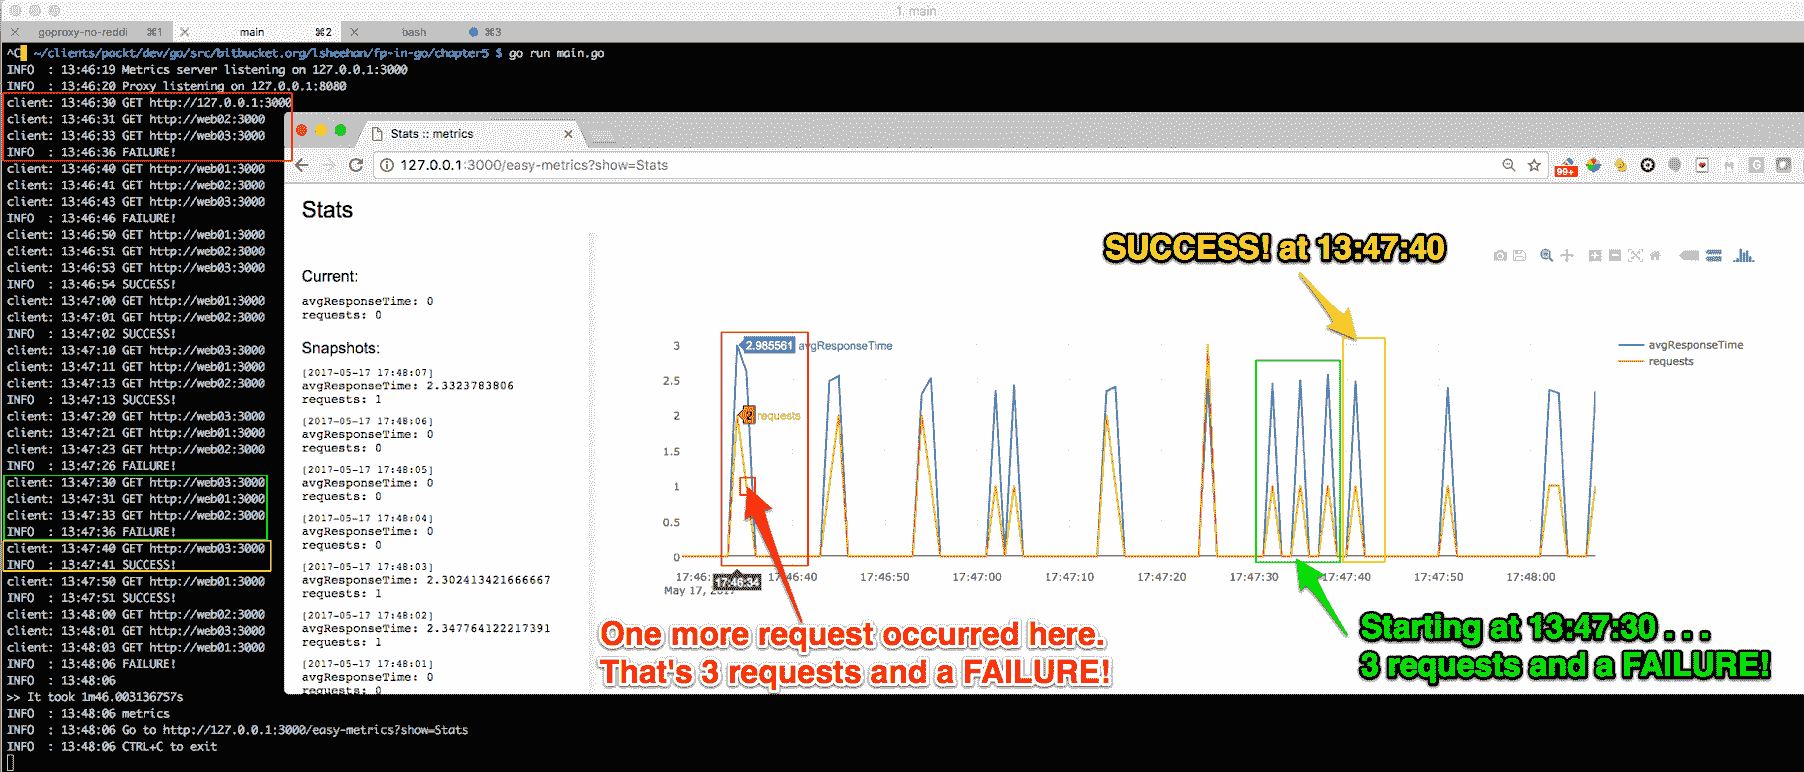 1. main
goproxy-no-reddi ⌘1 main ⌘2 bash ⌘3
^C ~/clients/packt/dev/go/src/bitbucket.org/lsheehan/fp-in-go/chapter5 $ go run main.go
INFO : 13:46:19 Metrics server listening on 127.0.0.1:3000
INFO : 13:46:20 Proxy listening on 127.0.0.1:8080
client: 13:46:30 GET http://127.0.0.1:3000
client: 13:46:31 GET http://web02:3000
client: 13:46:33 GET http://web03:3000
INFO : 13:46:36 FAILURE!
client: 13:46:40 GET http://web01:3000
client: 13:46:41 GET http://web02:3000
client: 13:46:43 GET http://web03:3000
INFO : 13:46:46 FAILURE!
client: 13:46:50 GET http://web01:3000
client: 13:46:51 GET http://web02:3000
client: 13:46:53 GET http://web03:3000
INFO : 13:46:54 SUCCESS!
client: 13:47:00 GET http://web01:3000
client: 13:47:01 GET http://web02:3000
INFO : 13:47:02 SUCCESS!
client: 13:47:10 GET http://web03:3000
client: 13:47:11 GET http://web01:3000
client: 13:47:13 GET http://web02:3000
INFO : 13:47:13 SUCCESS!
client: 13:47:20 GET http://web03:3000
client: 13:47:21 GET http://web01:3000
client: 13:47:23 GET http://web02:3000
INFO : 13:47:26 FAILURE!
client: 13:47:30 GET http://web03:3000
client: 13:47:31 GET http://web01:3000
client: 13:47:33 GET http://web02:3000
INFO : 13:47:36 FAILURE!
client: 13:47:40 GET http://web03:3000
INFO : 13:47:41 SUCCESS!
client: 13:47:50 GET http://web01:3000
INFO : 13:47:51 SUCCESS!
client: 13:48:00 GET http://web02:3000
client: 13:48:01 GET http://web03:3000
client: 13:48:03 GET http://web01:3000
INFO : 13:48:06 FAILURE!
INFO : 13:48:06
>> It took 1m46.003136757s
INFO : 13:48:06 metrics
INFO : 13:48:06 Go to http://127.0.0.1:3000/easy-metrics?show=Stats
INFO : 13:48:06 CTRL+C to exit
Stats :: metrics
127.0.0.1:3000/easy-metrics?show=Stats
99+
Stats
Current:
avgResponseTime: 0
requests: 0
Snapshots:
[2017-05-17 17:48:07]
avgResponseTime: 2.3323783806
requests: 1
[2017-05-17 17:48:06]
avgResponseTime: 0
requests: 0
[2017-05-17 17:48:05]
avgResponseTime: 0
requests: 0
[2017-05-17 17:48:04]
avgResponseTime: 0
requests: 0
[2017-05-17 17:48:03]
avgResponseTime: 2.302413421666667
requests: 1
[2017-05-17 17:48:02]
avgResponseTime: 2.347764122217391
requests: 1
[2017-05-17 17:48:01]
avgResponseTime: 0
requests: 0
SUCCESS! at 13:47:40
3
2.5
2
1.5
1
0.5
0
2.985561 avgResponseTime
2 requests
avgResponseTime
requests
17:46:34
17:46:40
17:46:50
17:47:00
17:47:10
17:47:20
17:47:30
17:47:40
17:47:50
17:48:00
May 17, 2017
One more request occurred here.
That's 3 requests and a FAILURE!
Starting at 13:47:30 . . .
3 requests and a FAILURE!